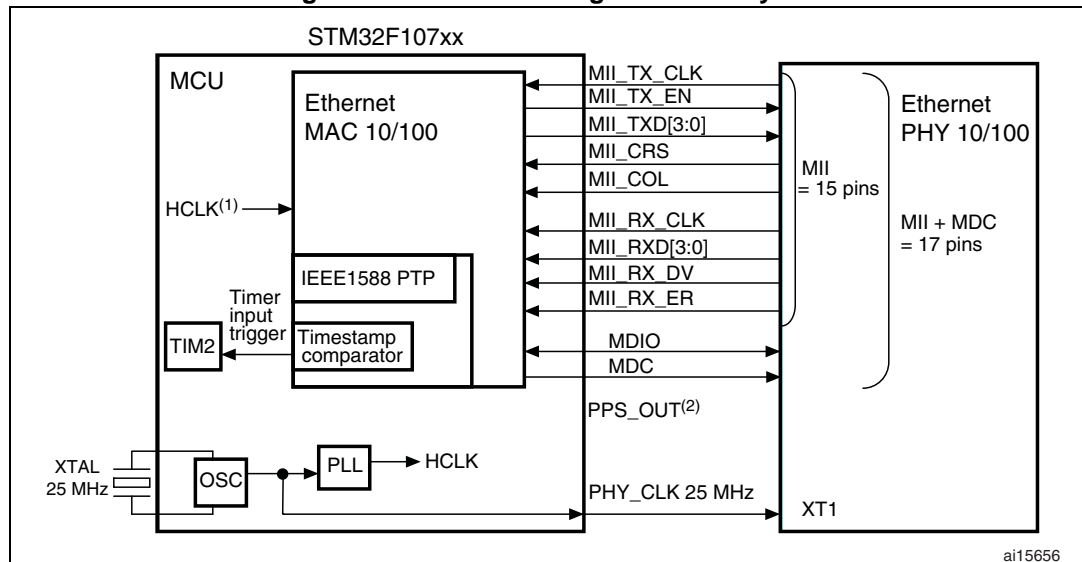 STM32F107xx
MCU
Ethernet
MAC 10/100
HCLK(1)
IEEE1588 PTP
Timer
input
trigger
Timestamp
comparator
TIM2
XTAL
25 MHz
OSC
PLL
HCLK
MII_TX_CLK
MII_TX_EN
MII_TXD[3:0]
MII_CRS
MII_COL
MII_RX_CLK
MII_RXD[3:0]
MII_RX_DV
MII_RX_ER
MDIO
MDC
PPS_OUT(2)
PHY_CLK 25 MHz
Ethernet
PHY 10/100
MII
= 15 pins
MII + MDC
= 17 pins
XT1
ai15656